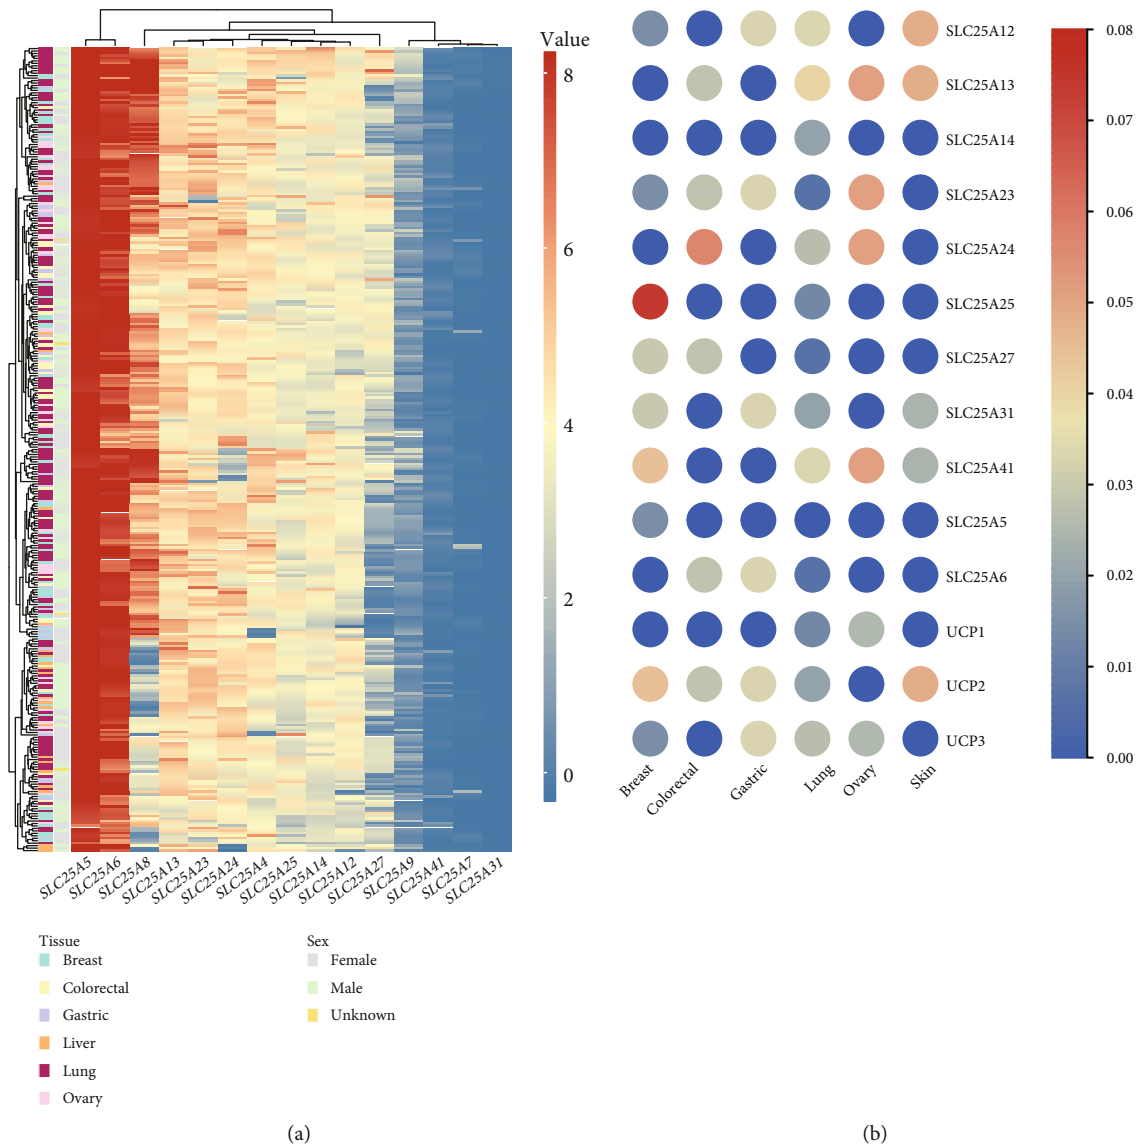 Value
8
6
4
2
0
SLC25A5
SLC25A6
SLC25A8
SLC25A13
SLC25A23
SLC25A24
SLC25A4
SLC25A25
SLC25A14
SLC25A12
SLC25A27
SLC25A9
SLC25A41
SLC25A7
SLC25A31
Tissue
Breast
Colorectal
Gastric
Liver
Lung
Ovary
Sex
Female
Male
Unknown
(a)
SLC25A12
SLC25A13
SLC25A14
SLC25A23
SLC25A24
SLC25A25
SLC25A27
SLC25A31
SLC25A41
SLC25A5
SLC25A6
UCP1
UCP2
UCP3
Breast
Colorectal
Gastric
Lung
Ovary
Skin
0.08
0.07
0.06
0.05
0.04
0.03
0.02
0.01
0.00
(b)